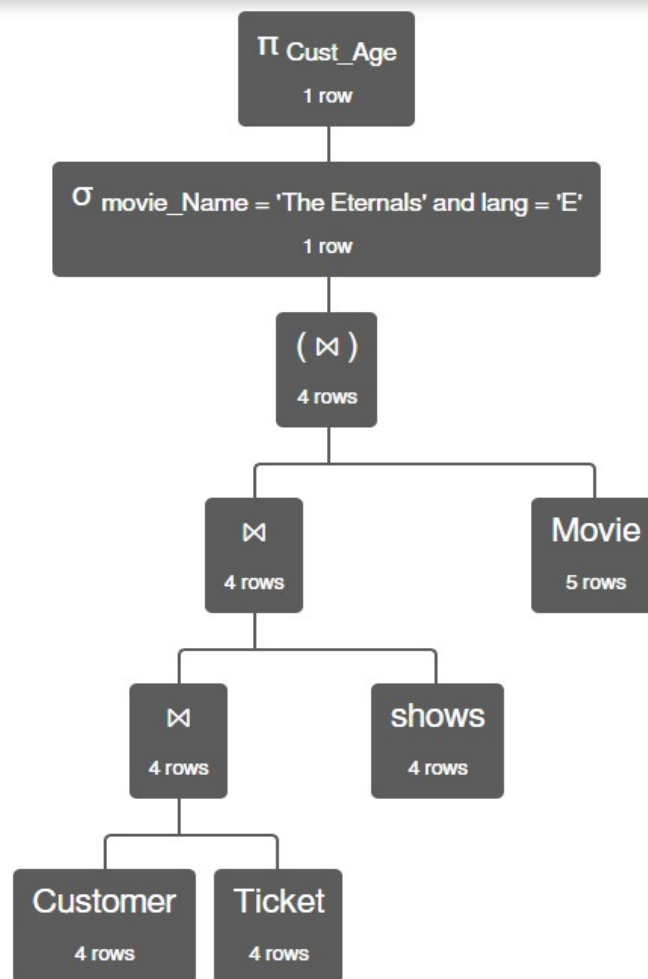 π Cust_Age
1 row
σ movie_Name = 'The Eternals' and lang = 'E'
1 row
( ⋈ )
4 rows
⋈
4 rows
Movie
5 rows
⋈
4 rows
shows
4 rows
Customer
4 rows
Ticket
4 rows